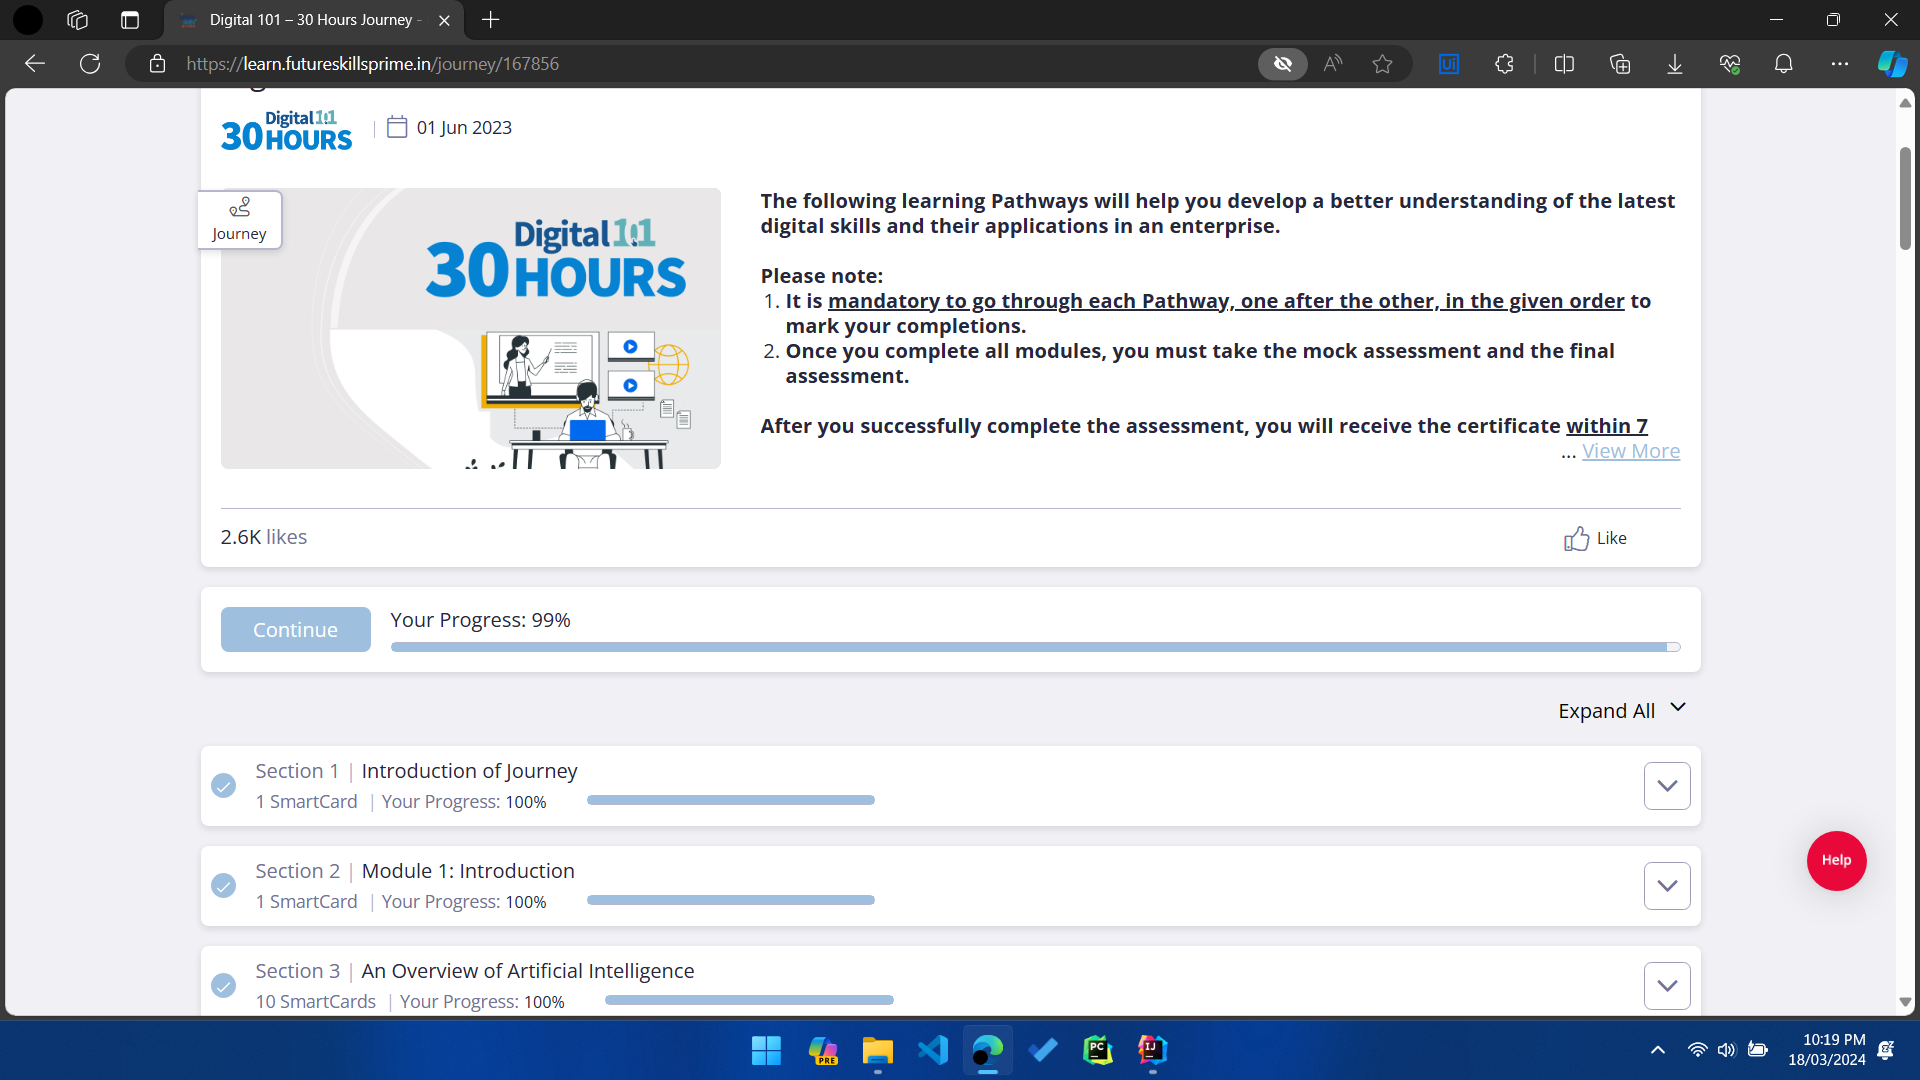 Digital 101 – 30 Hours Journey -
https://learn.futureskillsprime.in/journey/167856
Digital 101
30 HOURS
01 Jun 2023
Journey
Digital 101
30 HOURS
The following learning Pathways will help you develop a better understanding of the latest
digital skills and their applications in an enterprise.
Please note:
1. It is mandatory to go through each Pathway, one after the other, in the given order to
mark your completions.
2. Once you complete all modules, you must take the mock assessment and the final
assessment.
After you successfully complete the assessment, you will receive the certificate within 7
... View More
2.6K likes
Like
Continue
Your Progress: 99%
Expand All
Section 1 | Introduction of Journey
1 SmartCard | Your Progress: 100%
Section 2 | Module 1: Introduction
1 SmartCard | Your Progress: 100%
Help
Section 3 | An Overview of Artificial Intelligence
10 SmartCards | Your Progress: 100%
Ui
PRE
PC
IJ
10:19 PM
18/03/2024